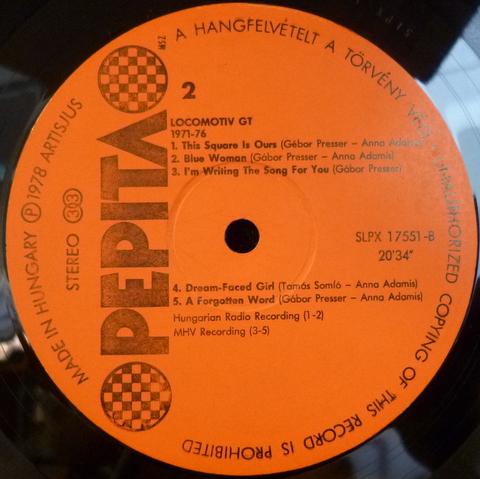 MADE IN HUNGARY Ⓟ 1978 ARTISJUS
A HANGFELVÉTELT A TÖRVÉNY VÉDI
UNAUTHORIZED COPYING OF THIS RECORD IS PROHIBITED
STEREO 33
PEPITA
MSZ
2
LOCOMOTIV GT
1971-76
1. This Square Is Ours (Gábor Presser – Anna Adamis)
2. Blue Woman (Gábor Presser – Anna Adamis)
3. I'm Writing The Song For You (Gábor Presser)
SLPX 17551-B
20'34"
4. Dream-Faced Girl (Tamás Somló – Anna Adamis)
5. A Forgotten Word (Gábor Presser – Anna Adamis)
Hungarian Radio Recording (1-2)
MHV Recording (3-5)